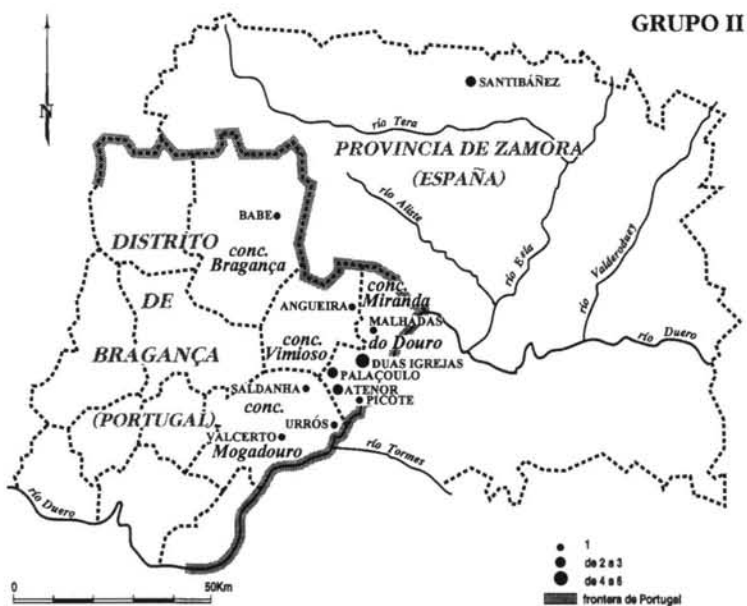 GRUPO II
N
SANTIBÁÑEZ
río Tera
PROVINCIA DE ZAMORA
(ESPAÑA)
río Aliste
río Esla
río Valderaduey
BABE
DISTRITO
conc.
Bragança
conc.
Miranda
DE
ANGUEIRA
MALHADAS
do Douro
río Duero
conc.
Vimioso
BRAGANÇA
DUAS IGREJAS
PALAÇOULO
SALDANHA
ATENOR
PICOTE
conc.
(PORTUGAL)
URRÓS
VALCERTO
Mogadouro
río Tormes
río Duero
0 50Km
1
de 2 a 3
de 4 a 6
frontera de Portugal